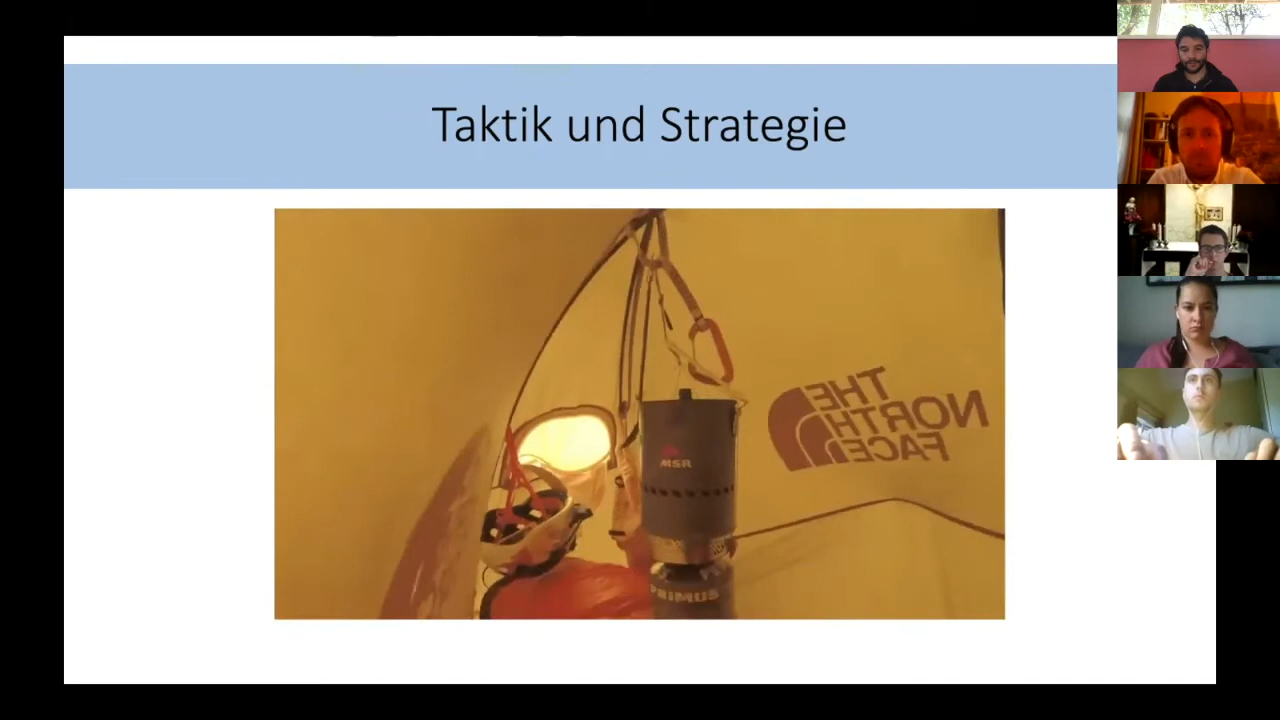 Taktik und Strategie
THE
NORTH
FACE
MSR
PRIMUS